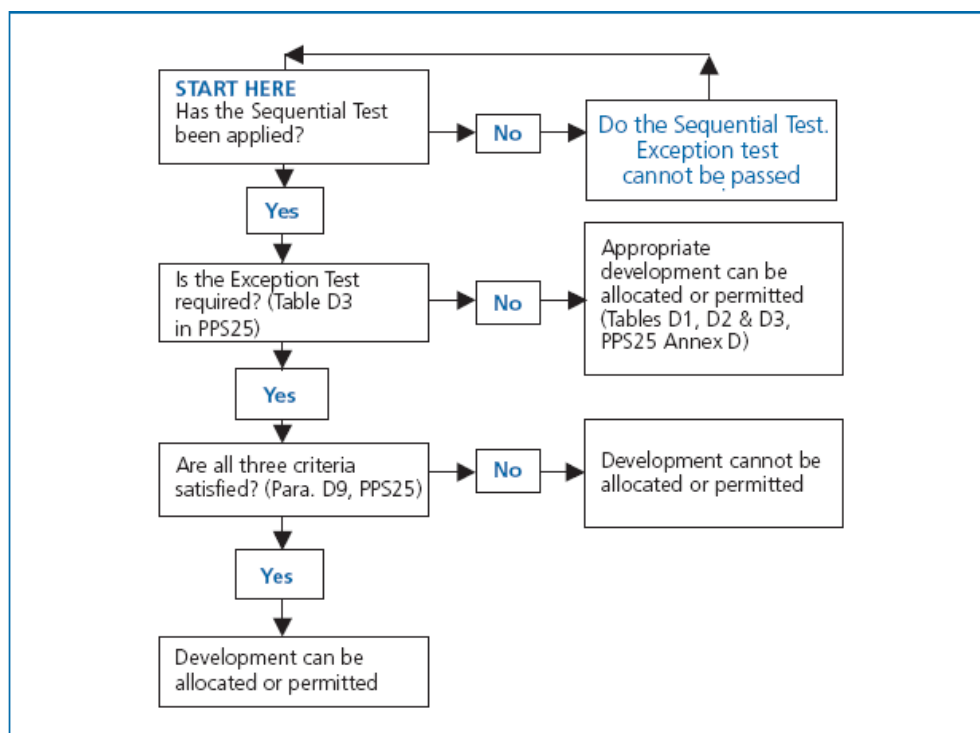 START HERE
Has the Sequential Test
been applied?
No
Do the Sequential Test.
Exception test
cannot be passed
Yes
Is the Exception Test
required? (Table D3
in PPS25)
No
Appropriate
development can be
allocated or permitted
(Tables D1, D2 & D3,
PPS25 Annex D)
Yes
Are all three criteria
satisfied? (Para. D9, PPS25)
No
Development cannot be
allocated or permitted
Yes
Development can be
allocated or permitted